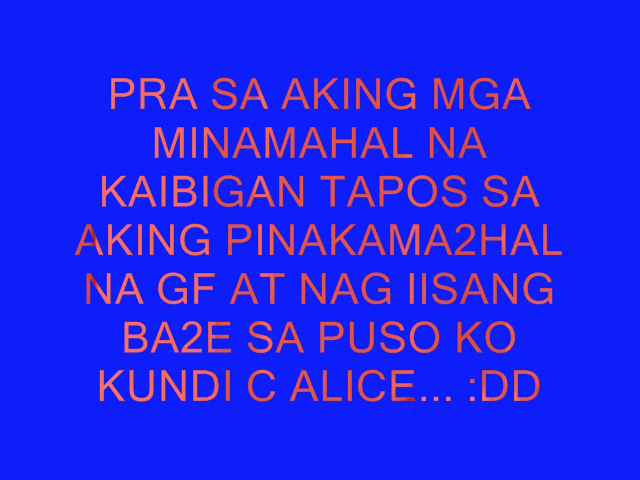 PRA SA AKING MGA
MINAMAHAL NA
KAIBIGAN TAPOS SA
AKING PINAKAMA2HAL
NA GF AT NAG IISANG
BA2E SA PUSO KO
KUNDI C ALICE... :DD